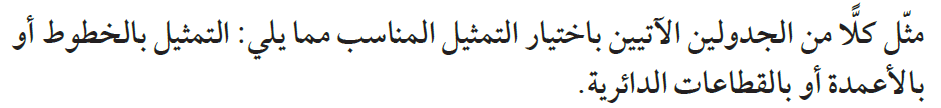 مثّل كلًّا من الجدولين الآتيين باختيار التمثيل المناسب مما يلي: التمثيل بالخطوط أو
بالأعمدة أو بالقطاعات الدائرية.